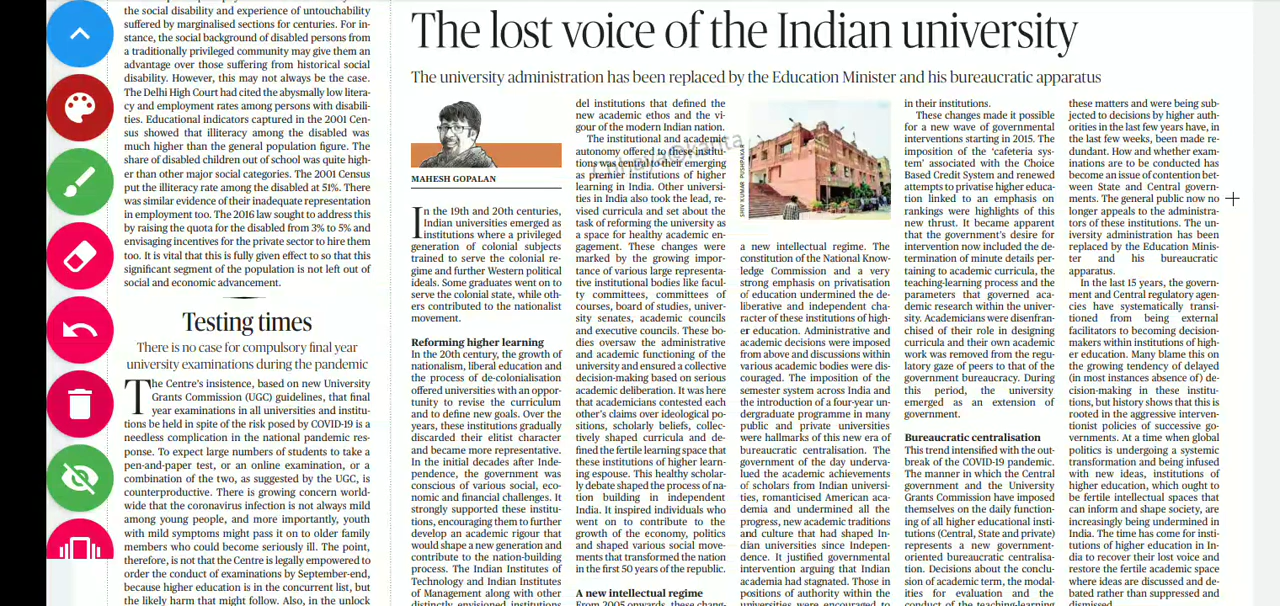 the social disability and experience of untouchability
suffered by marginalised sections for centuries. For in-
stance, the social background of disabled persons from
a traditionally privileged community may give them an
advantage over those suffering from historical social
disability. However, this may not always be the case.
The Delhi High Court had cited the abysmally low litera-
cy and employment rates among persons with disabili-
ties. Educational indicators captured in the 2001 Cen-
sus showed that illiteracy among the disabled was
much higher than the general population figure. The
share of disabled children out of school was quite high-
er than other major social categories. The 2001 Census
put the illiteracy rate among the disabled at 51%. There
was similar evidence of their inadequate representation
in employment too. The 2016 law sought to address this
by raising the quota for the disabled from 3% to 5% and
envisaging incentives for the private sector to hire them
too. It is vital that this is fully given effect to so that this
significant segment of the population is not left out of
social and economic advancement.
Testing times
There is no case for compulsory final year
university examinations during the pandemic
The Centre's insistence, based on new University
Grants Commission (UGC) guidelines, that final
year examinations in all universities and institu-
tions be held in spite of the risk posed by COVID-19 is a
needless complication in the national pandemic res-
ponse. To expect large numbers of students to take a
pen-and-paper test, or an online examination, or a
combination of the two, as suggested by the UGC, is
counterproductive. There is growing concern world-
wide that the coronavirus infection is not always mild
among young people, and more importantly, youth
with mild symptoms might pass it on to older family
members who could become seriously ill. The point,
therefore, is not that the Centre is legally empowered to
order the conduct of examinations by September-end,
because higher education is in the concurrent list, but
the likely harm that might follow. Also, in the unlock
The lost voice of the Indian university
The university administration has been replaced by the Education Minister and his bureaucratic apparatus
MAHESH GOPALAN
In the 19th and 20th centuries,
Indian universities emerged as
institutions where a privileged
generation of colonial subjects
trained to serve the colonial re-
gime and further Western political
ideals. Some graduates went on to
serve the colonial state, while oth-
ers contributed to the nationalist
movement.
Reforming higher learning
In the 20th century, the growth of
nationalism, liberal education and
the process of de-colonialisation
offered universities with an oppor-
tunity to revise the curriculum
and to define new goals. Over the
years, these institutions gradually
discarded their elitist character
and became more representative.
In the initial decades after Inde-
pendence, the government was
conscious of various social, eco-
nomic and financial challenges. It
strongly supported these institu-
tions, encouraging them to further
develop an academic rigour that
would shape a new generation and
contribute to the nation-building
process. The Indian Institutes of
Technology and Indian Institutes
of Management along with other
distinctly envisioned institutions
del institutions that defined the
new academic ethos and the vi-
gour of the modern Indian nation.
The institutional and academic
autonomy offered to these institu-
tions was central to their emerging
as premier institutions of higher
learning in India. Other universi-
ties in India also took the lead, re-
vised curricula and set about the
task of reforming the university as
a space for healthy academic en-
gagement. These changes were
marked by the growing impor-
tance of various large representa-
tive institutional bodies like facul-
ty committees, committees of
courses, board of studies, univer-
sity senates, academic councils
and executive councils. These bo-
dies oversaw the administrative
and academic functioning of the
university and ensured a collective
decision-making based on serious
academic deliberation. It was here
that academicians contested each
other's claims over ideological po-
sitions, scholarly beliefs, collec-
tively shaped curricula and de-
fined the fertile learning space that
these institutions of higher learn-
ing espouse. This healthy scholar-
ly debate shaped the process of na-
tion building in independent
India. It inspired individuals who
went on to contribute to the
growth of the economy, politics
and shaped various social move-
ments that transformed the nation
in the first 50 years of the republic.
A new intellectual regime
From 2005 onwards, these chang-
SHIV KUMAR PUSHPAKAR
a new intellectual regime. The
constitution of the National Know-
ledge Commission and a very
strong emphasis on privatisation
of education undermined the de-
liberative and independent cha-
racter of these institutions of high-
er education. Administrative and
academic decisions were imposed
from above and discussions within
various academic bodies were dis-
couraged. The imposition of the
semester system across India and
the introduction of a four-year un-
dergraduate programme in many
public and private universities
were hallmarks of this new era of
bureaucratic centralisation. The
government of the day underva-
lued the academic achievements
of scholars from Indian universi-
ties, romanticised American aca-
demia and undermined all the
progress, new academic traditions
and culture that had shaped In-
dian universities since Indepen-
dence. It justified governmental
intervention arguing that Indian
academia had stagnated. Those in
positions of authority within the
universities were encouraged to
in their institutions.
These changes made it possible
for a new wave of governmental
interventions starting in 2015. The
imposition of the 'cafeteria sys-
tem' associated with the Choice
Based Credit System and renewed
attempts to privatise higher educa-
tion linked to an emphasis on
rankings were highlights of this
new thrust. It became apparent
that the government's desire for
intervention now included the de-
termination of minute details per-
taining to academic curricula, the
teaching-learning process and the
parameters that governed aca-
demic research within the univer-
sity. Academicians were disenfran-
chised of their role in designing
curricula and their own academic
work was removed from the regu-
latory gaze of peers to that of the
government bureaucracy. During
this period, the university
emerged as an extension of
government.
Bureaucratic centralisation
This trend intensified with the out-
break of the COVID-19 pandemic.
The manner in which the Central
government and the University
Grants Commission have imposed
themselves on the daily function-
ing of all higher educational insti-
tutions (Central, State and private)
represents a new government-
oriented bureaucratic centralisa-
tion. Decisions about the conclu-
sion of academic term, the modal-
ities for evaluation and the
conduct of the teaching-learning
these matters and were being sub-
jected to decisions by higher auth-
orities in the last few years have, in
the last few weeks, been made re-
dundant. How and whether exam-
inations are to be conducted has
become an issue of contention bet-
ween State and Central govern-
ments. The general public now no
longer appeals to the administra-
tors of these institutions. The un-
iversity administration has been
replaced by the Education Minis-
ter and his bureaucratic
apparatus.
In the last 15 years, the govern-
ment and Central regulatory agen-
cies have systematically transi-
tioned from being external
facilitators to becoming decision-
makers within institutions of high-
er education. Many blame this on
the growing tendency of delayed
(in most instances absence of) de-
cision-making in these institu-
tions, but history shows that this is
rooted in the aggressive interven-
tionist policies of successive go-
vernments. At a time when global
politics is undergoing a systemic
transformation and being infused
with new ideas, institutions of
higher education, which ought to
be fertile intellectual spaces that
can inform and shape society, are
increasingly being undermined in
India. The time has come for insti-
tutions of higher education in In-
dia to recover their lost voice and
restore the fertile academic space
where ideas are discussed and de-
bated rather than suppressed and
dismissed.